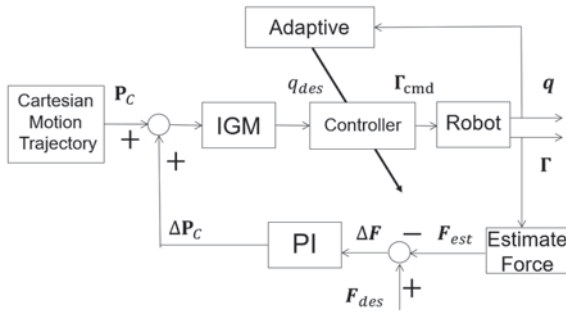 Adaptive
Cartesian
Motion
Trajectory
P_C
+
+
IGM
q_des
Controller
Γ_cmd
Robot
q
Γ
ΔP_C
PI
ΔF
−
F_est
Estimate
Force
F_des
+